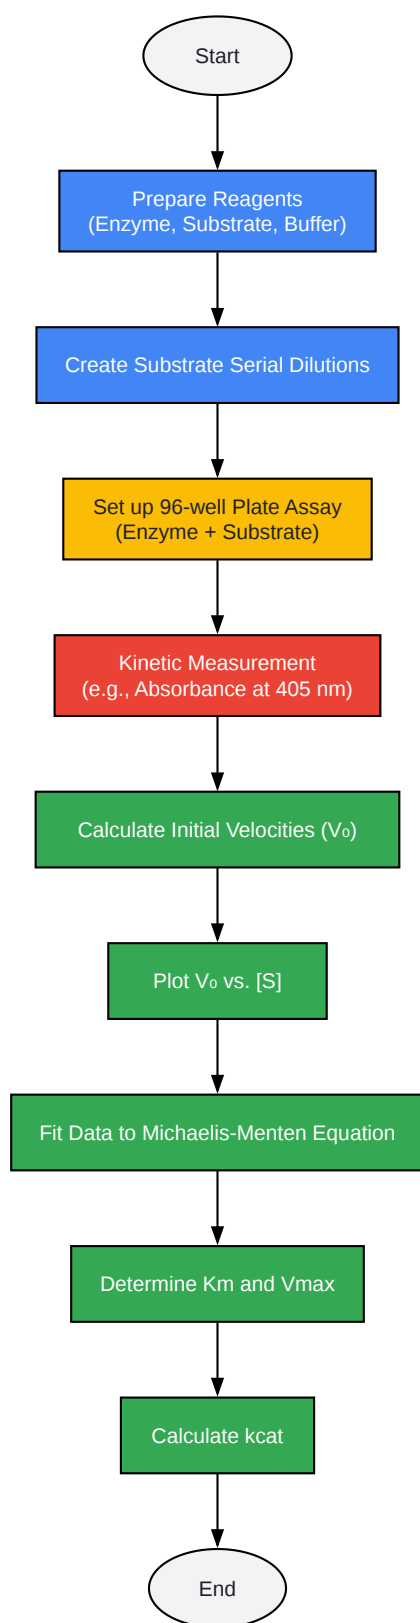 Start
Prepare Reagents
(Enzyme, Substrate, Buffer)
Create Substrate Serial Dilutions
Set up 96-well Plate Assay
(Enzyme + Substrate)
Kinetic Measurement
(e.g., Absorbance at 405 nm)
Calculate Initial Velocities (V₀)
Plot V₀ vs. [S]
Fit Data to Michaelis-Menten Equation
Determine Km and Vmax
Calculate kcat
End